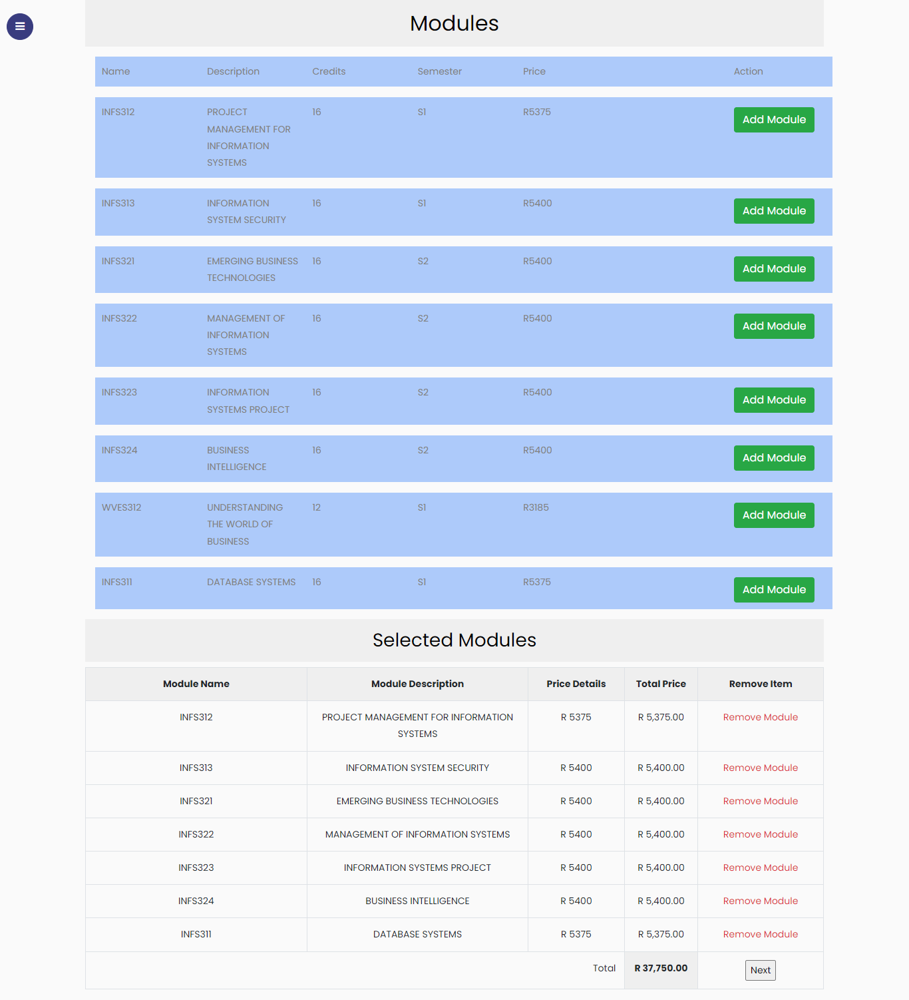 Modules
Name Description Credits Semester Price Action
INFS312 PROJECT 16 S1 R5375 Add Module
MANAGEMENT FOR
INFORMATION
SYSTEMS
INFS313 INFORMATION 16 S1 R5400 Add Module
SYSTEM SECURITY
INFS321 EMERGING BUSINESS 16 S2 R5400 Add Module
TECHNOLOGIES
INFS322 MANAGEMENT OF 16 S2 R5400 Add Module
INFORMATION
SYSTEMS
INFS323 INFORMATION 16 S2 R5400 Add Module
SYSTEMS PROJECT
INFS324 BUSINESS 16 S2 R5400 Add Module
INTELLIGENCE
WVES312 UNDERSTANDING 12 S1 R3185 Add Module
THE WORLD OF
BUSINESS
INFS311 DATABASE SYSTEMS 16 S1 R5375 Add Module
Selected Modules
Module Name Module Description Price Details Total Price Remove Item
INFS312 PROJECT MANAGEMENT FOR INFORMATION R 5375 R 5,375.00 Remove Module
SYSTEMS
INFS313 INFORMATION SYSTEM SECURITY R 5400 R 5,400.00 Remove Module
INFS321 EMERGING BUSINESS TECHNOLOGIES R 5400 R 5,400.00 Remove Module
INFS322 MANAGEMENT OF INFORMATION SYSTEMS R 5400 R 5,400.00 Remove Module
INFS323 INFORMATION SYSTEMS PROJECT R 5400 R 5,400.00 Remove Module
INFS324 BUSINESS INTELLIGENCE R 5400 R 5,400.00 Remove Module
INFS311 DATABASE SYSTEMS R 5375 R 5,375.00 Remove Module
Total R 37,750.00 Next